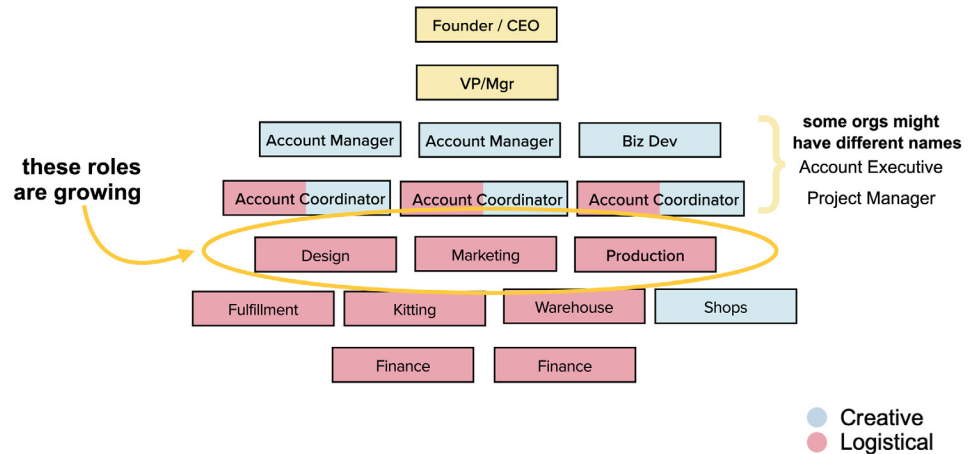 Founder / CEO
VP/Mgr
Account Manager
Account Manager
Biz Dev
some orgs might
have different names
Account Executive
Project Manager
these roles
are growing
Account Coordinator
Account Coordinator
Account Coordinator
Design
Marketing
Production
Fulfillment
Kitting
Warehouse
Shops
Finance
Finance
Creative
Logistical